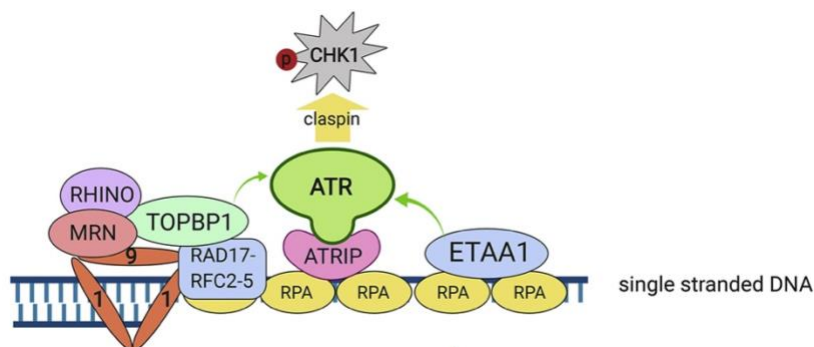 p
CHK1
claspin
ATR
RHINO
TOPBP1
MRN
9
RAD17-
RFC2-5
ATRIP
ETAA1
1
1
RPA
RPA
RPA
RPA
single stranded DNA